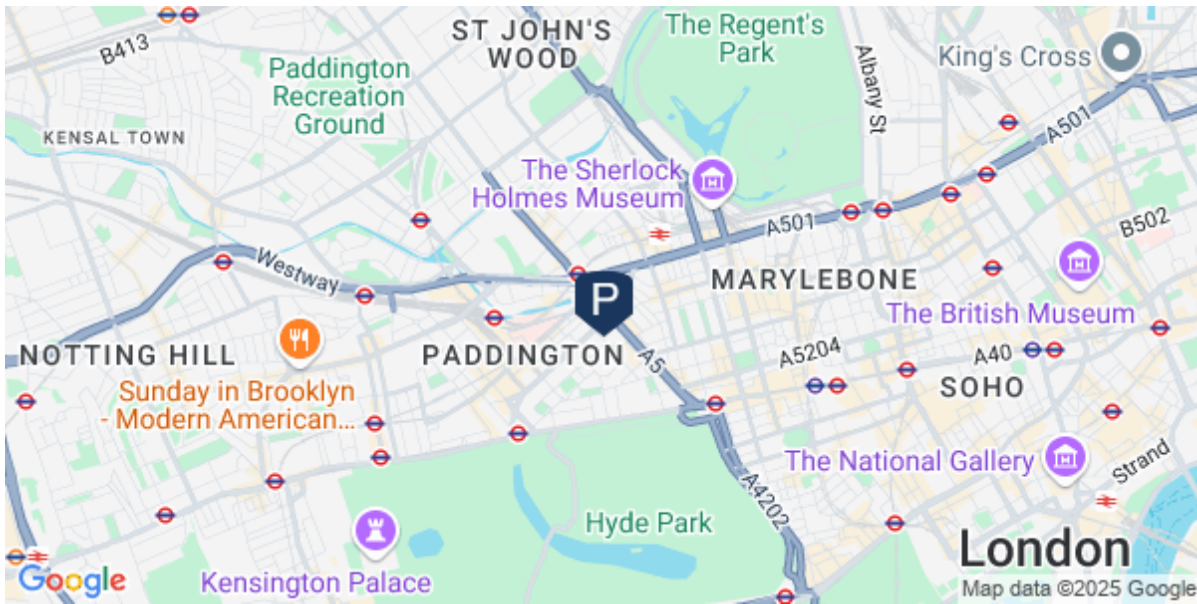 B413
ST JOHN'S
WOOD
The Regent's
Park
Albany St
King's Cross
Paddington
Recreation
Ground
KENSAL TOWN
A501
The Sherlock
Holmes Museum
A501
B502
Westway
MARYLEBONE
The British Museum
P
NOTTING HILL
PADDINGTON
A5
A5204
A40
SOHO
Sunday in Brooklyn
- Modern American...
The National Gallery
Strand
A4202
Hyde Park
Kensington Palace
London
Google
Map data ©2025 Google